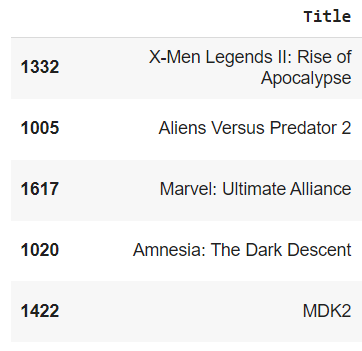 Title
1332 X-Men Legends II: Rise of
Apocalypse
1005 Aliens Versus Predator 2
1617 Marvel: Ultimate Alliance
1020 Amnesia: The Dark Descent
1422 MDK2